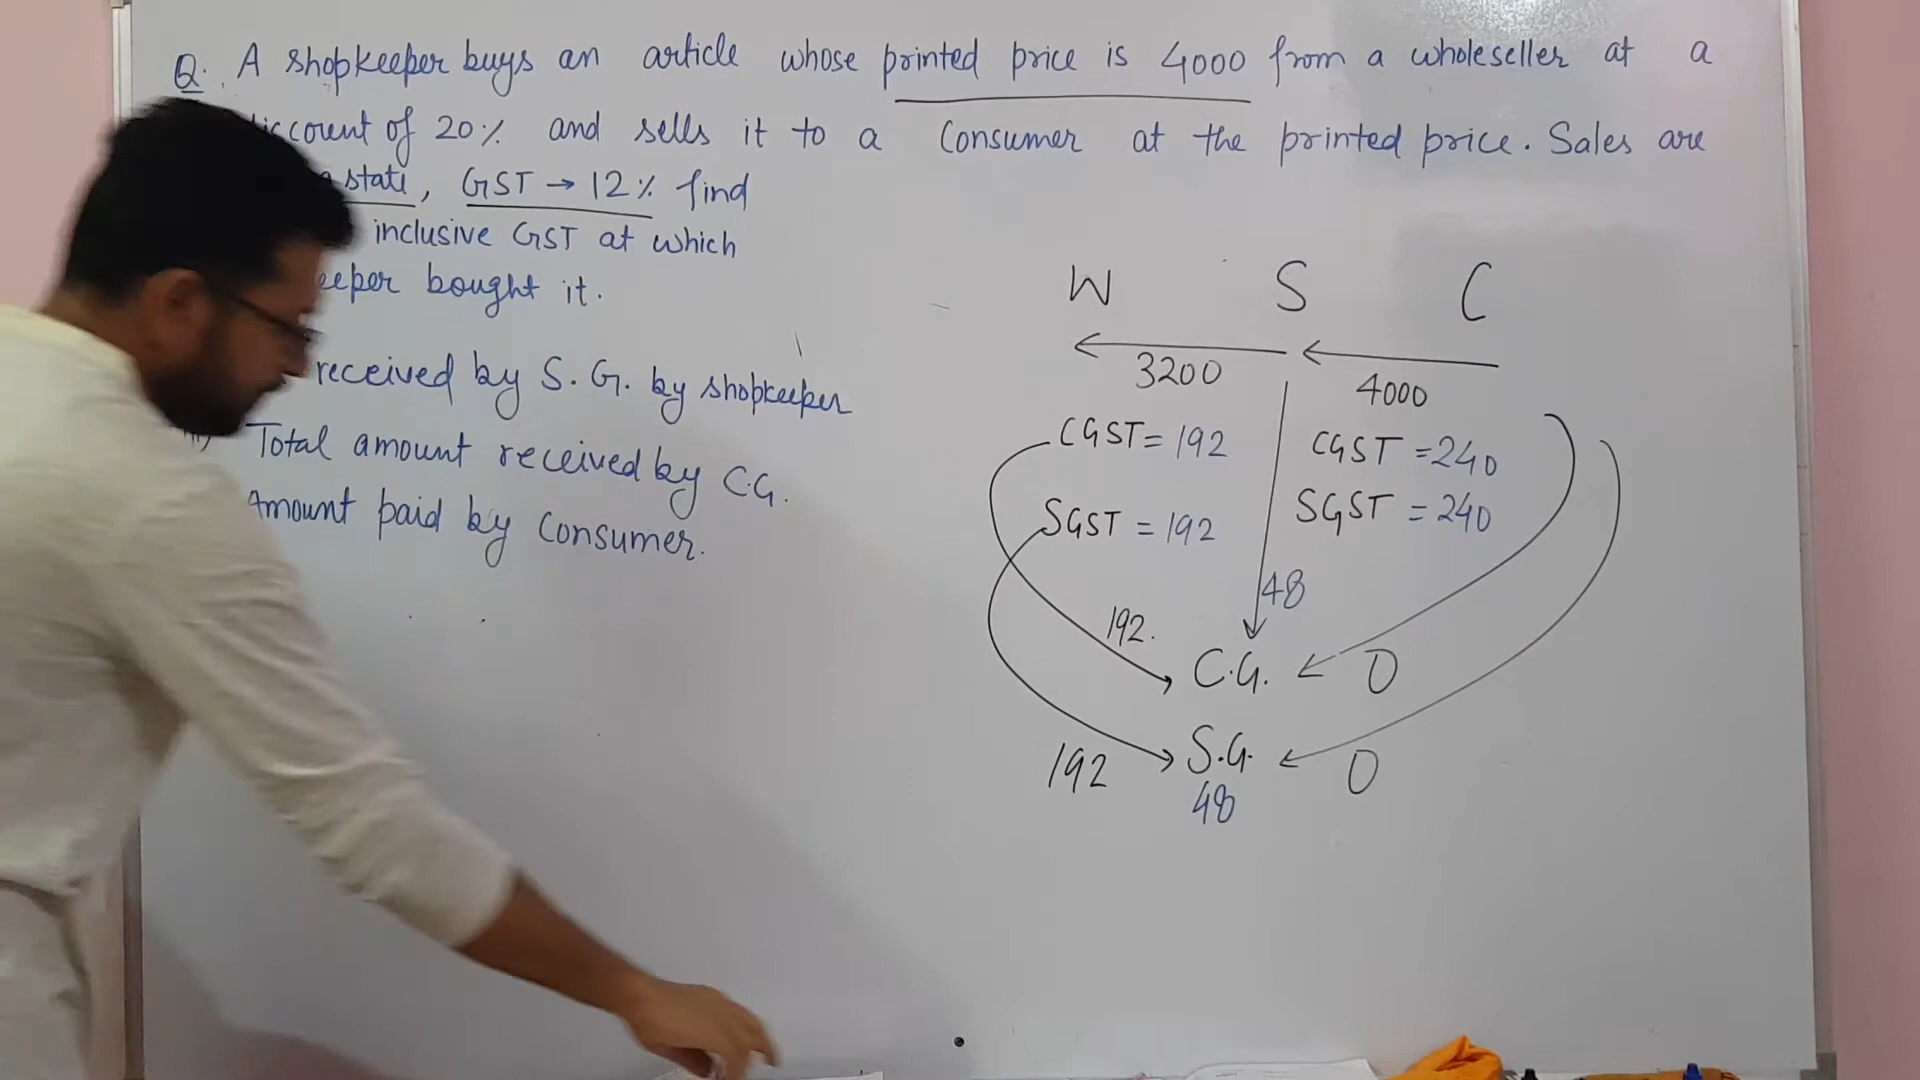 Q. A shopkeeper buys an article whose printed price is 4000 from a wholeseller at a
count of 20% and sells it to a Consumer at the printed price. Sales are
state, GST → 12% find
inclusive GST at which
eeper bought it.
received by S. G. by shopkeeper
Total amount received by C.G.
Amount paid by Consumer.
W S C
3200 4000
CGST = 192 CGST = 240
SGST = 192 SGST = 240
48
192.
C.G. 0
192 S.G. 0
48